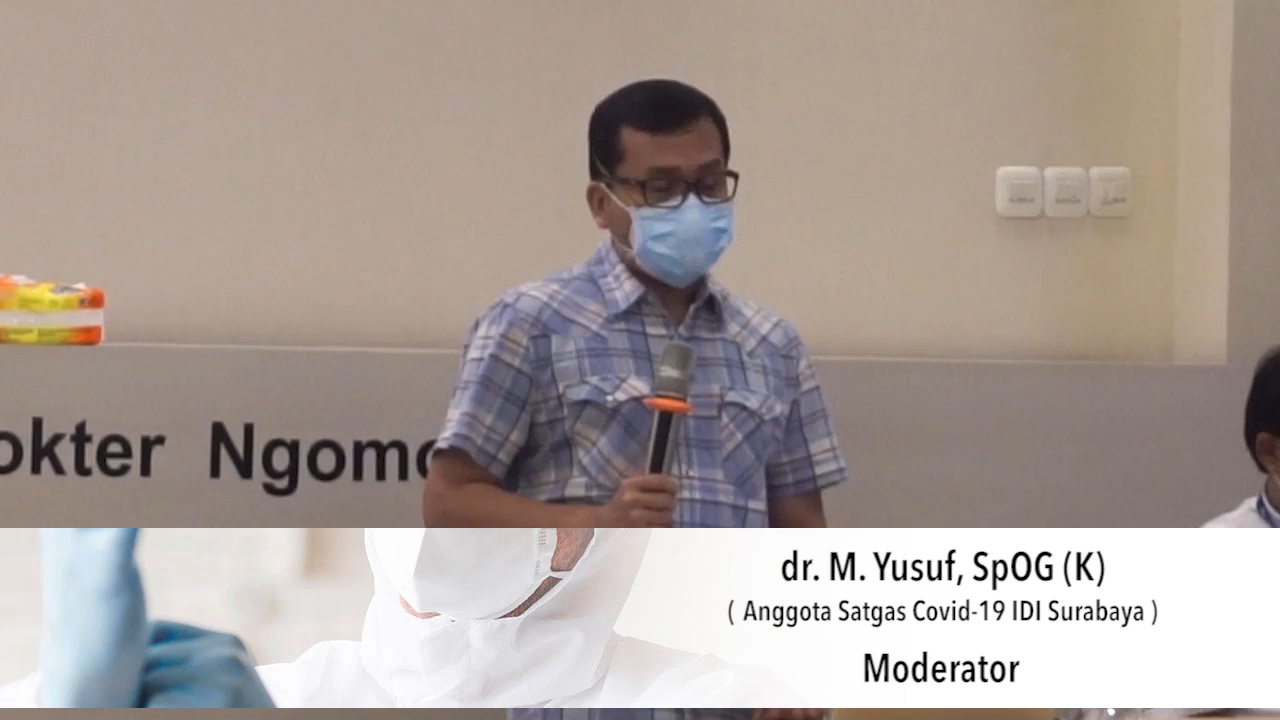 okter Ngomo
dr. M. Yusuf, SpOG (K)
( Anggota Satgas Covid-19 IDI Surabaya )
Moderator